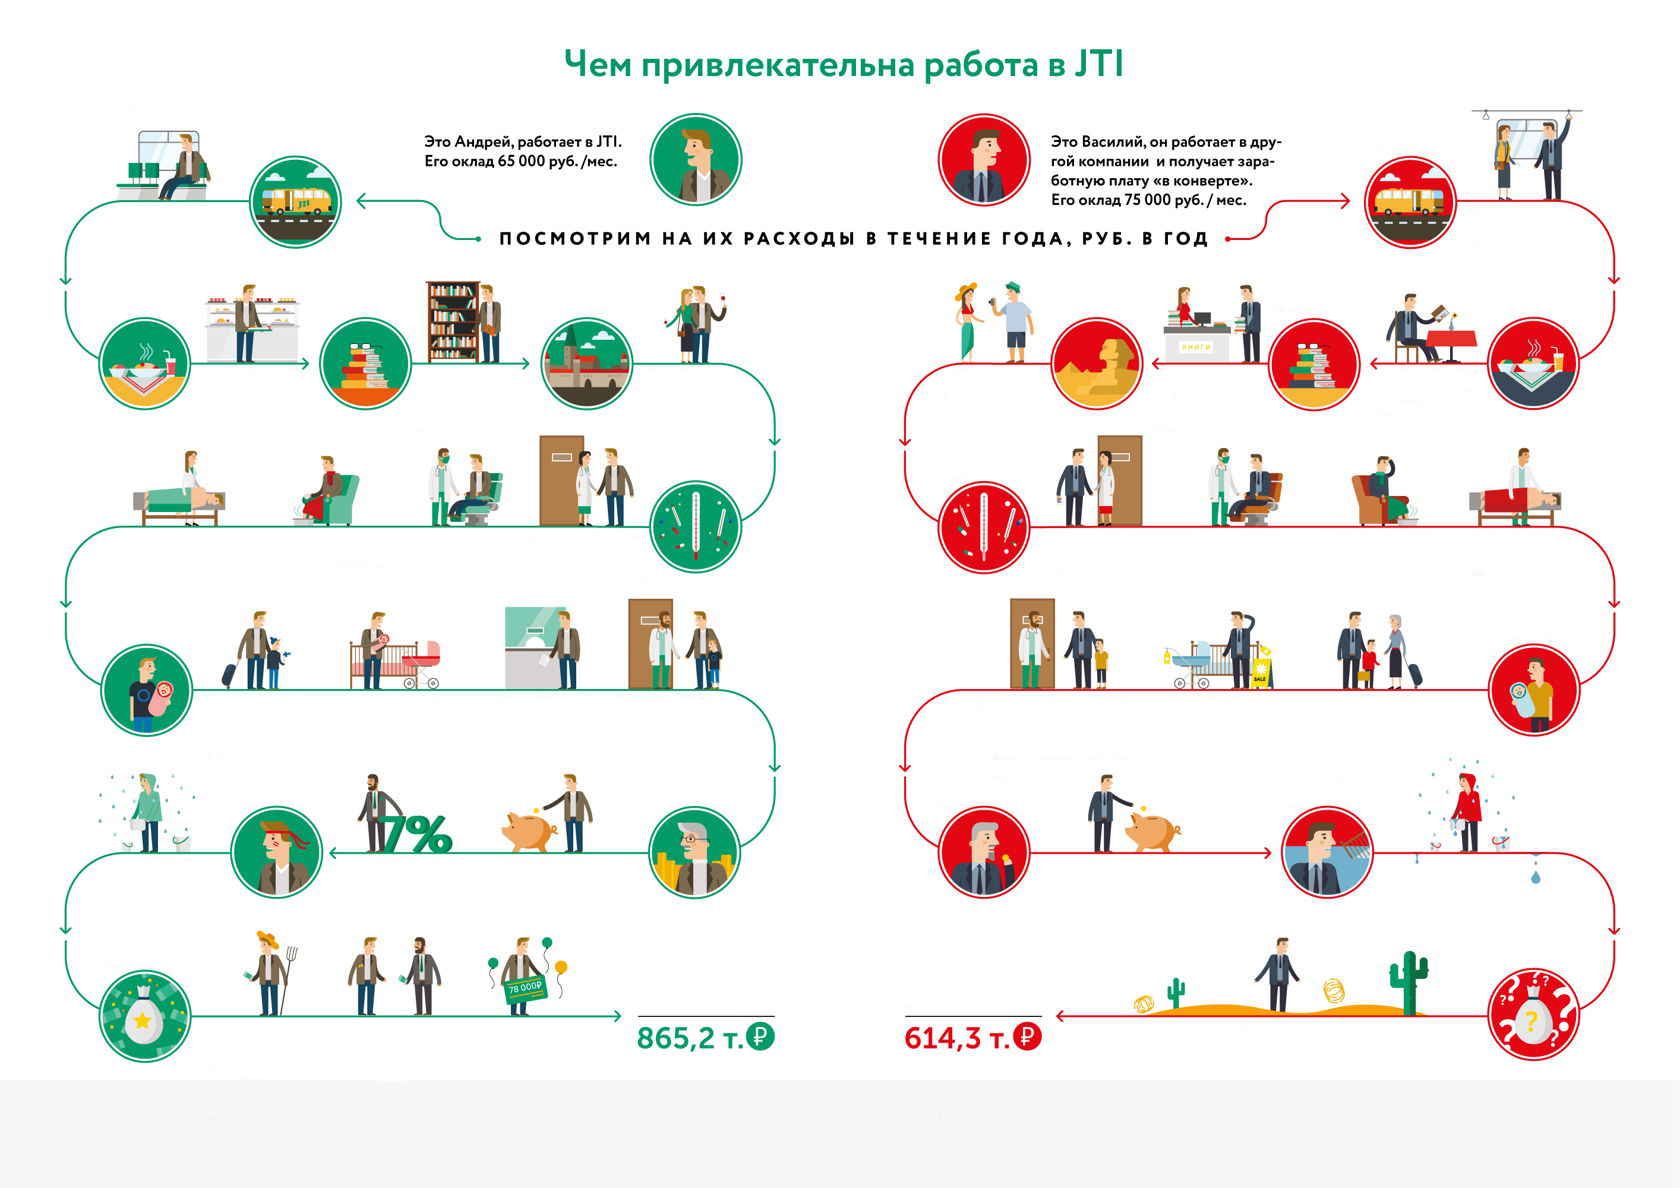 Чем привлекательна работа в JTI
Это Андрей, работает в JTI.
Его оклад 65 000 руб./мес.
Это Василий, он работает в дру-
гой компании и получает зара-
ботную плату «в конверте».
Его оклад 75 000 руб. / мес.
JTI
ПОСМОТРИМ НА ИХ РАСХОДЫ В ТЕЧЕНИЕ ГОДА, РУБ. В ГОД
КНИГИ
SALE
7%
78 000₽
?
865,2 т. ₽
614,3 т. ₽